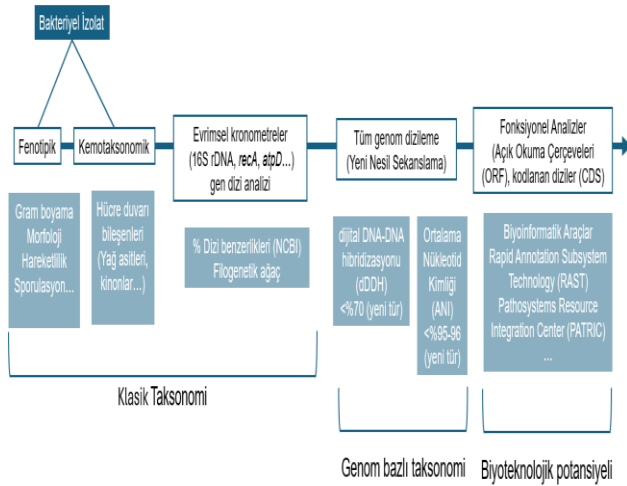 Bakteriyel İzolat
Fenotipik
Kemotaksonomik
Evrimsel kronometreler
(16S rDNA, recA, atpD...)
gen dizi analizi
Tüm genom dizileme
(Yeni Nesil Sekanslama)
Fonksiyonel Analizler
(Açık Okuma Çerçeveleri
(ORF), kodlanan diziler (CDS)
Gram boyama
Morfoloji
Hareketlilik
Sporulasyon...
Hücre duvarı
bileşenleri
(Yağ asitleri,
kinonlar...)
% Dizi benzerlikleri (NCBI)
Filogenetik ağaç
dijital DNA-DNA
hibridizasyonu
(dDDH)
<%70 (yeni tür)
Ortalama
Nükleotid
Kimliği
(ANI)
<%95-96
(yeni tür)
Biyoinformatik Araçlar
Rapid Annotation Subsystem
Technology (RAST)
Pathosystems Resource
Integration Center (PATRIC)
...
Klasik Taksonomi
Genom bazlı taksonomi
Biyoteknolojik potansiyeli